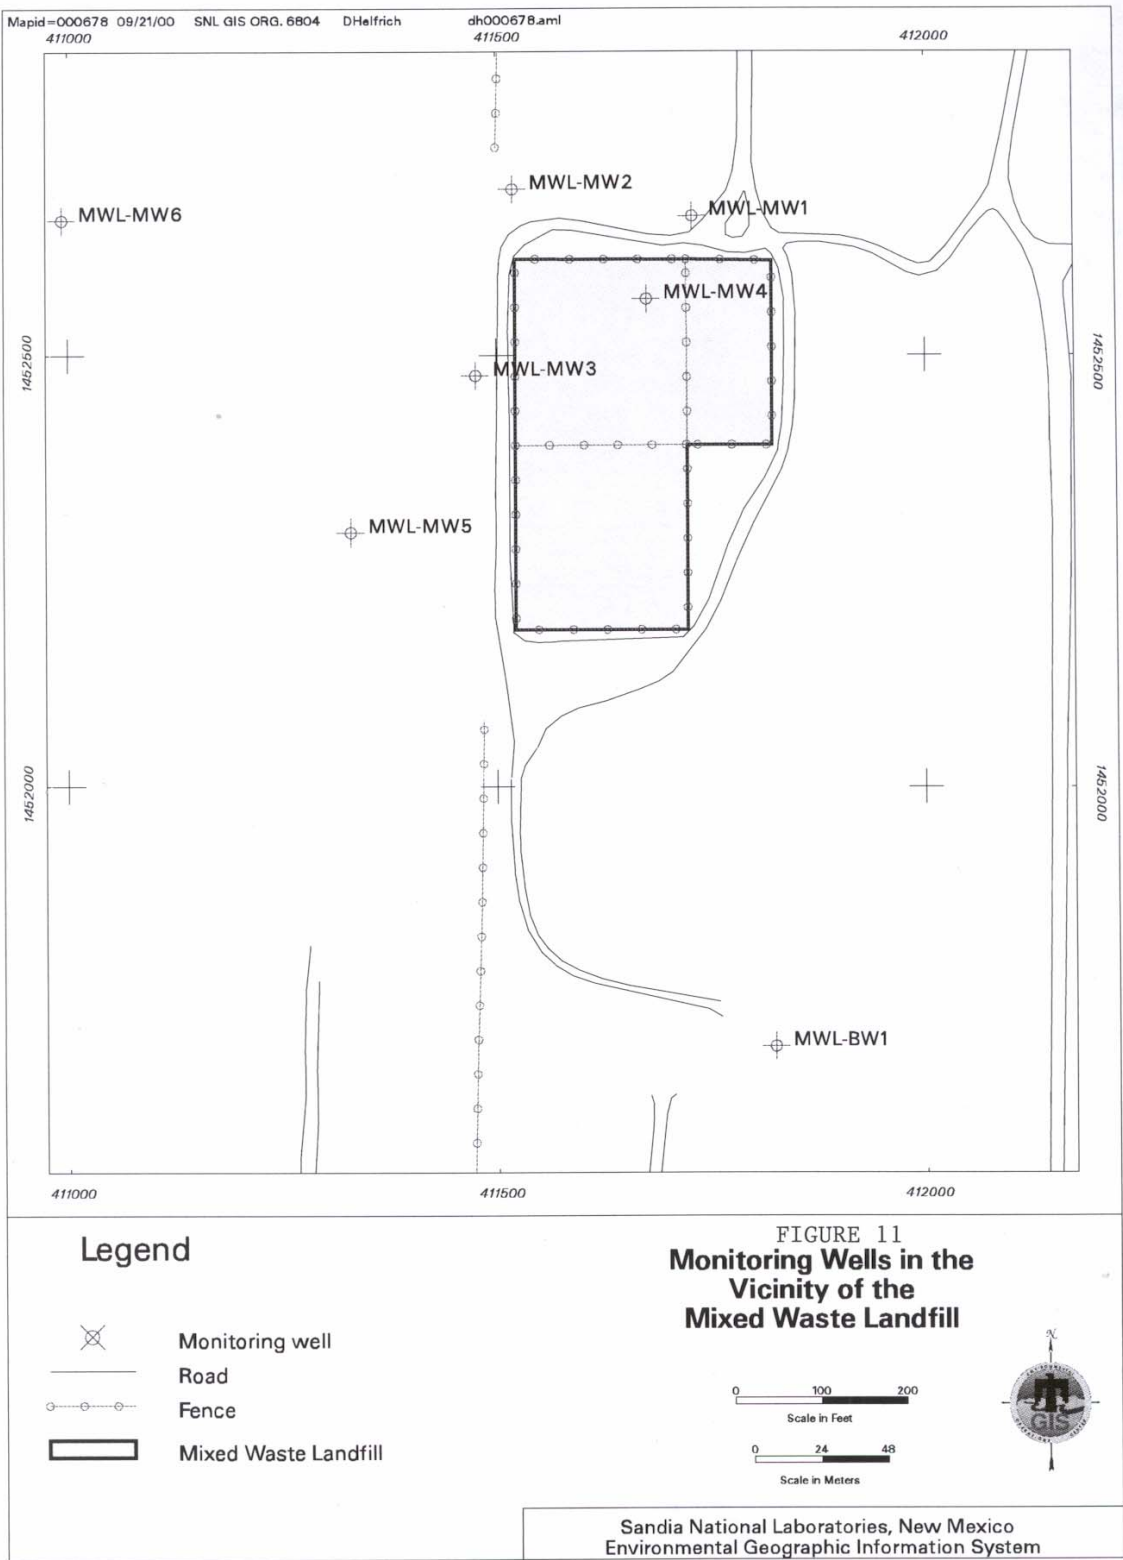 Mapid=000678 09/21/00 SNL GIS ORG. 6804 DHelfrich dh000678.aml
411000 411500 412000
MWL-MW2
MWL-MW6
MWL-MW1
MWL-MW4
1452500
MWL-MW3
1452500
MWL-MW5
1452000
1452000
MWL-BW1
411000 411500 412000
Legend
Monitoring well
Road
Fence
Mixed Waste Landfill
FIGURE 11
Monitoring Wells in the
Vicinity of the
Mixed Waste Landfill
0 100 200
Scale in Feet
0 24 48
Scale in Meters
N
GIS
Sandia National Laboratories, New Mexico
Environmental Geographic Information System